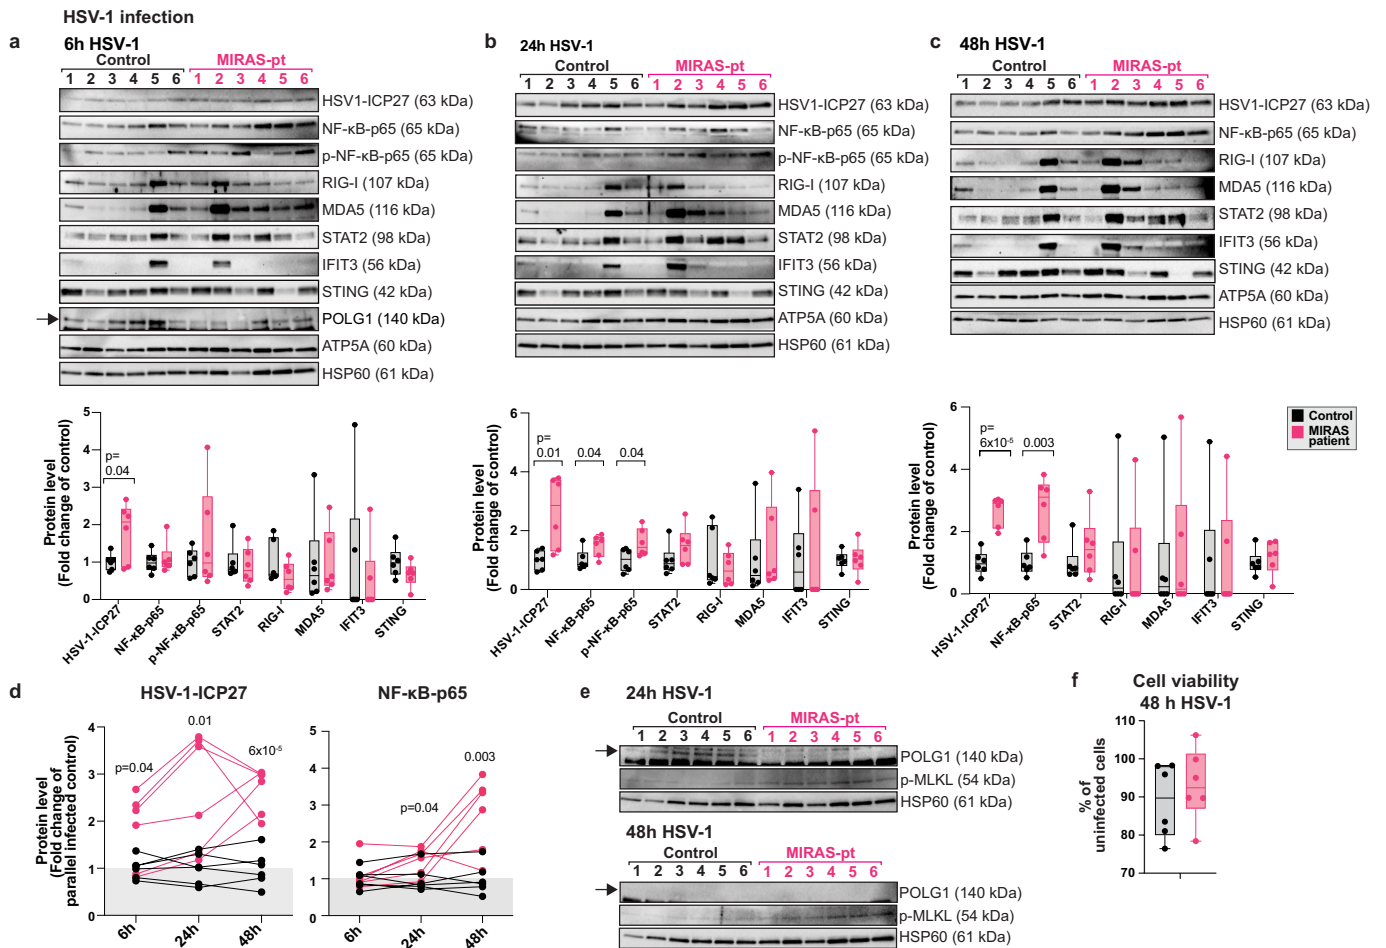 HSV-1 infection
a
6h HSV-1
Control
MIRAS-pt
1 2 3 4 5 6 1 2 3 4 5 6
HSV1-ICP27 (63 kDa)
NF-κB-p65 (65 kDa)
p-NF-κB-p65 (65 kDa)
RIG-I (107 kDa)
MDA5 (116 kDa)
STAT2 (98 kDa)
IFIT3 (56 kDa)
STING (42 kDa)
POLG1 (140 kDa)
ATP5A (60 kDa)
HSP60 (61 kDa)
Protein level
(Fold change of control)
5
4
3
2
1
0
p=
0.04
HSV-1-ICP27
NF-κB-p65
p-NF-κB-p65
STAT2
RIG-I
MDA5
IFIT3
STING
b
24h HSV-1
Control
MIRAS-pt
1 2 3 4 5 6 1 2 3 4 5 6
HSV1-ICP27 (63 kDa)
NF-κB-p65 (65 kDa)
p-NF-κB-p65 (65 kDa)
RIG-I (107 kDa)
MDA5 (116 kDa)
STAT2 (98 kDa)
IFIT3 (56 kDa)
STING (42 kDa)
ATP5A (60 kDa)
HSP60 (61 kDa)
Protein level
(Fold change of control)
6
4
2
0
p=
0.01
0.04
0.04
HSV-1-ICP27
NF-κB-p65
p-NF-κB-p65
STAT2
RIG-I
MDA5
IFIT3
STING
c
48h HSV-1
Control
MIRAS-pt
1 2 3 4 5 6 1 2 3 4 5 6
HSV1-ICP27 (63 kDa)
NF-κB-p65 (65 kDa)
RIG-I (107 kDa)
MDA5 (116 kDa)
STAT2 (98 kDa)
IFIT3 (56 kDa)
STING (42 kDa)
ATP5A (60 kDa)
HSP60 (61 kDa)
Protein level
(Fold change of control)
6
4
2
0
p=
6x10⁻⁵
0.003
HSV-1-ICP27
NF-κB-p65
STAT2
RIG-I
MDA5
IFIT3
STING
Control
MIRAS
patient
d
HSV-1-ICP27
Protein level
(Fold change of
parallel infected control)
4
3
2
1
0
p=0.04
0.01
6x10⁻⁵
6h
24h
48h
NF-κB-p65
5
4
3
2
1
0
p=0.04
0.003
6h
24h
48h
e
24h HSV-1
Control
MIRAS-pt
1 2 3 4 5 6 1 2 3 4 5 6
POLG1 (140 kDa)
p-MLKL (54 kDa)
HSP60 (61 kDa)
48h HSV-1
Control
MIRAS-pt
1 2 3 4 5 6 1 2 3 4 5 6
POLG1 (140 kDa)
p-MLKL (54 kDa)
HSP60 (61 kDa)
f
Cell viability
48 h HSV-1
% of
uninfected cells
110
100
90
80
70